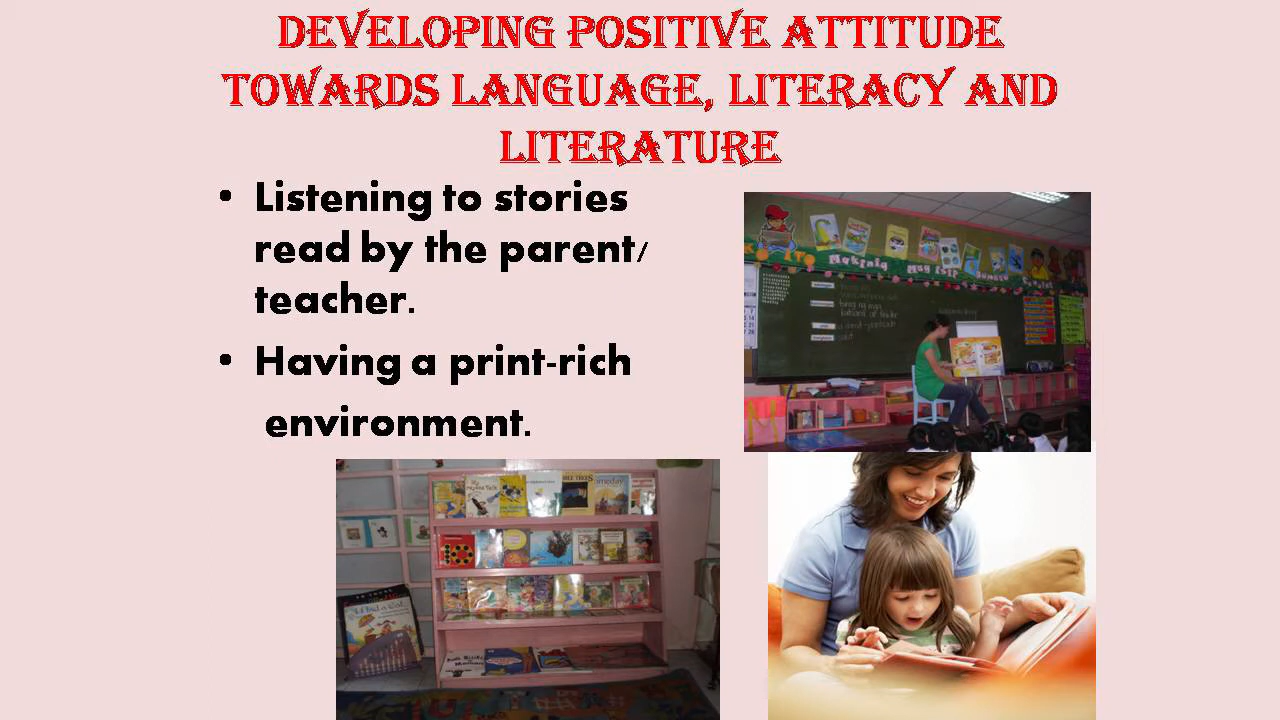 DEVELOPING POSITIVE ATTITUDE
TOWARDS LANGUAGE, LITERACY AND
LITERATURE
• Listening to stories
read by the parent/
teacher.
• Having a print-rich
environment.
Makinig